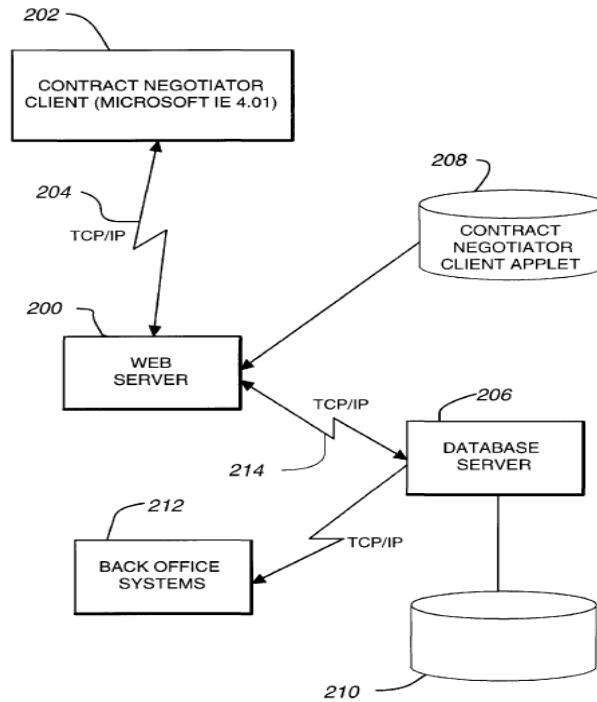 202
CONTRACT NEGOTIATOR
CLIENT (MICROSOFT IE 4.01)
204
TCP/IP
208
CONTRACT
NEGOTIATOR
CLIENT APPLET
200
WEB
SERVER
TCP/IP
214
206
DATABASE
SERVER
212
BACK OFFICE
SYSTEMS
TCP/IP
210